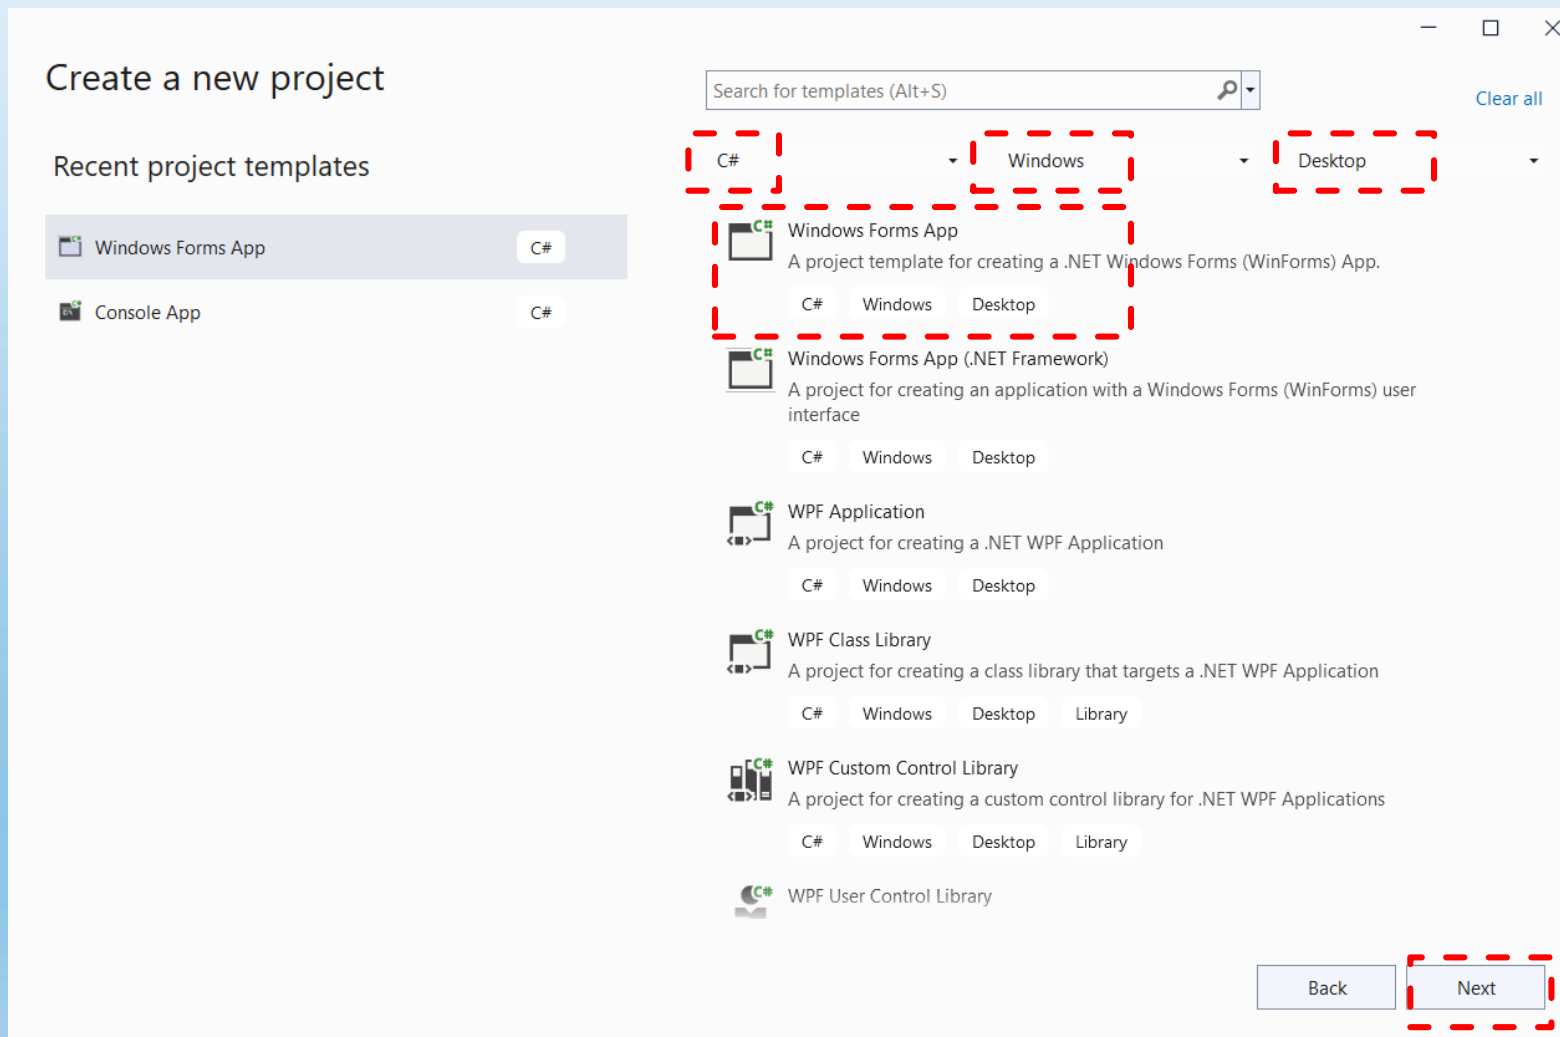 Create a new project
Search for templates (Alt+S)
Clear all
Recent project templates
C#
Windows
Desktop
Windows Forms App
C#
Console App
C#
Windows Forms App
A project template for creating a .NET Windows Forms (WinForms) App.
C# Windows Desktop
Windows Forms App (.NET Framework)
A project for creating an application with a Windows Forms (WinForms) user
interface
C# Windows Desktop
WPF Application
A project for creating a .NET WPF Application
C# Windows Desktop
WPF Class Library
A project for creating a class library that targets a .NET WPF Application
C# Windows Desktop Library
WPF Custom Control Library
A project for creating a custom control library for .NET WPF Applications
C# Windows Desktop Library
WPF User Control Library
Back
Next